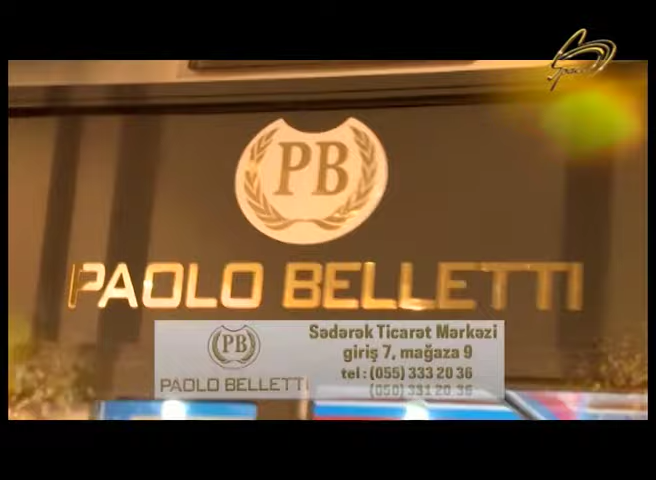 Space
PB
PAOLO BELLETTI
PB
PAOLO BELLETTI
Sədərək Ticarət Mərkəzi
giriş 7, mağaza 9
tel : (055) 333 20 36
(050) 331 20 36